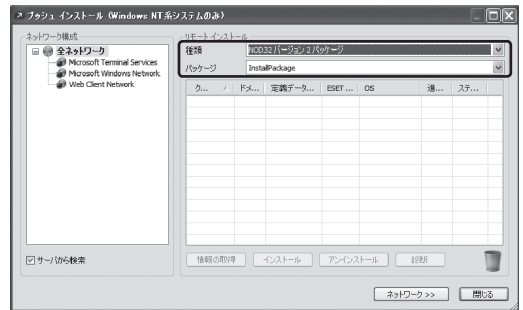 プッシュ インストール (Windows NT系システムのみ)
ネットワーク構成
全ネットワーク
Microsoft Terminal Services
Microsoft Windows Network
Web Client Network
サーバから検索
リモート インストール
種類 NOD32 バージョン 2 パッケージ
パッケージ InstallPackage
ク... ドメ... 定義データ... ESET ... OS 進... ステ...
情報の取得 インストール アンインストール 診断
ネットワーク >> 閉じる